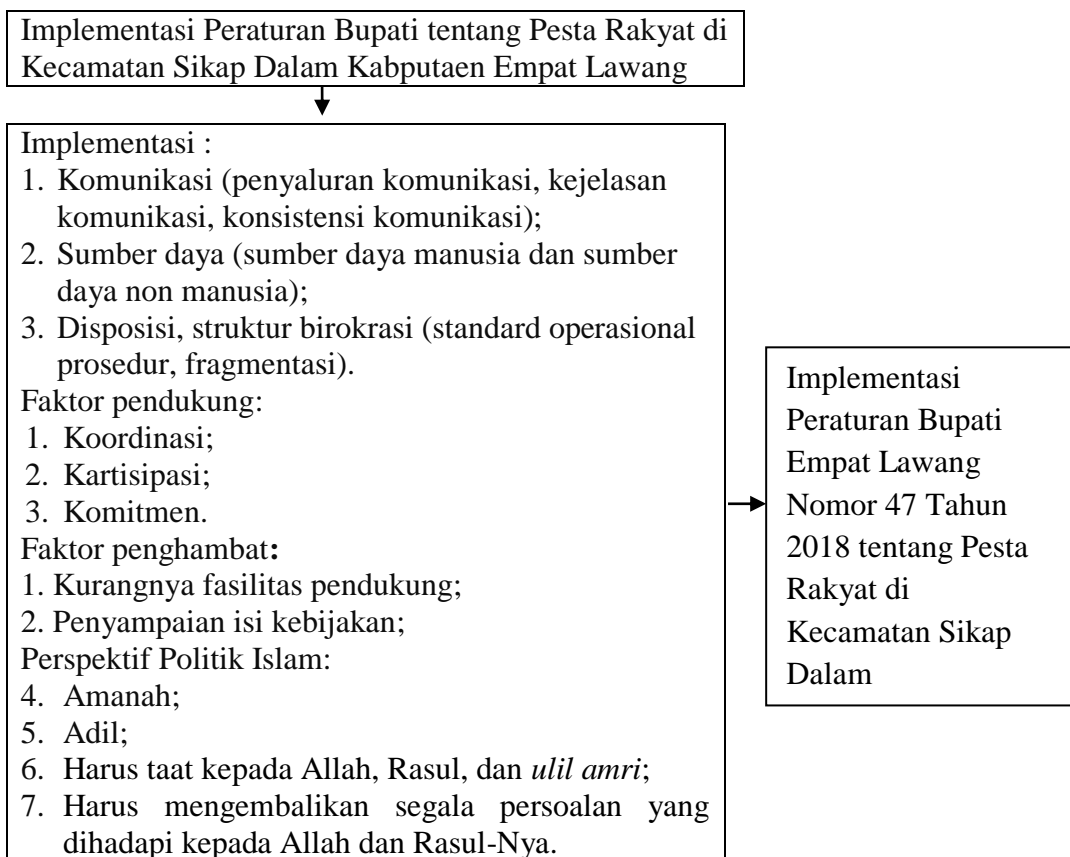 Implementasi Peraturan Bupati tentang Pesta Rakyat di
Kecamatan Sikap Dalam Kabputaen Empat Lawang
Implementasi :
1. Komunikasi (penyaluran komunikasi, kejelasan
komunikasi, konsistensi komunikasi);
2. Sumber daya (sumber daya manusia dan sumber
daya non manusia);
3. Disposisi, struktur birokrasi (standard operasional
prosedur, fragmentasi).
Faktor pendukung:
1. Koordinasi;
2. Kartisipasi;
3. Komitmen.
Faktor penghambat:
1. Kurangnya fasilitas pendukung;
2. Penyampaian isi kebijakan;
Perspektif Politik Islam:
4. Amanah;
5. Adil;
6. Harus taat kepada Allah, Rasul, dan ulil amri;
7. Harus mengembalikan segala persoalan yang
dihadapi kepada Allah dan Rasul-Nya.
Implementasi
Peraturan Bupati
Empat Lawang
Nomor 47 Tahun
2018 tentang Pesta
Rakyat di
Kecamatan Sikap
Dalam